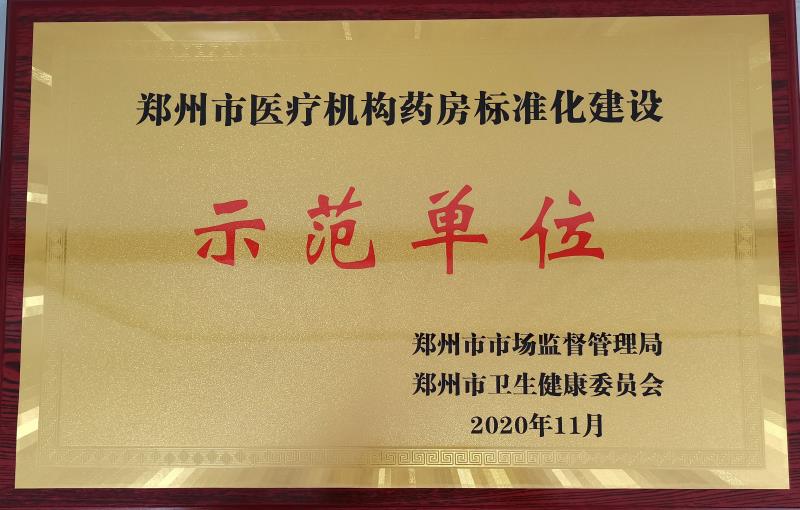 郑州市医疗机构药房标准化建设
示范单位
郑州市市场监督管理局
郑州市卫生健康委员会
2020年11月